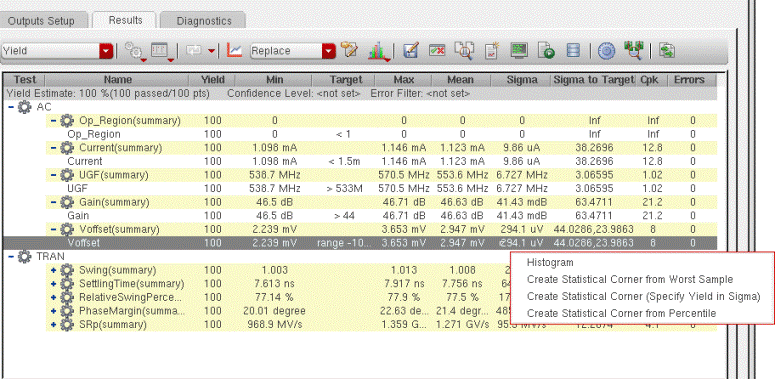 Outputs Setup Results Diagnostics
Yield Replace
Test Name Yield Min Target Max Mean Sigma Sigma to Target Cpk Errors
Yield Estimate: 100 %(100 passed/100 pts) Confidence Level: <not set> Error Filter: <not set>
AC
Op_Region(summary) 100 0 0 0 0 Inf Inf 0
Op_Region 100 0 < 1 0 0 0 Inf Inf 0
Current(summary) 100 1.098 mA 1.146 mA 1.123 mA 9.86 uA 38.2696 12.8 0
Current 100 1.098 mA < 1.5m 1.146 mA 1.123 mA 9.86 uA 38.2696 12.8 0
UGF(summary) 100 538.7 MHz 570.5 MHz 553.6 MHz 6.727 MHz 3.06595 1.02 0
UGF 100 538.7 MHz > 533M 570.5 MHz 553.6 MHz 6.727 MHz 3.06595 1.02 0
Gain(summary) 100 46.5 dB 46.71 dB 46.63 dB 41.43 mdB 63.4711 21.2 0
Gain 100 46.5 dB > 44 46.71 dB 46.63 dB 41.43 mdB 63.4711 21.2 0
Voffset(summary) 100 2.239 mV 3.653 mV 2.947 mV 294.1 uV 44.0286,23.9863 8 0
Voffset 100 2.239 mV range -10... 3.653 mV 2.947 mV 294.1 uV 44.0286,23.9863 8 0
TRAN
Swing(summary) 100 1.003 1.013 1.008
SettlingTime(summary) 100 7.613 ns 7.917 ns 7.756 ns
RelativeSwingPerce... 100 77.14 % 77.9 % 77.5 %
PhaseMargin(summa... 100 20.01 degree 22.63 de... 21.4 degr...
SRp(summary) 100 968.9 MV/s 1.359 G... 1.271 GV/s
Histogram
Create Statistical Corner from Worst Sample
Create Statistical Corner (Specify Yield in Sigma)
Create Statistical Corner from Percentile